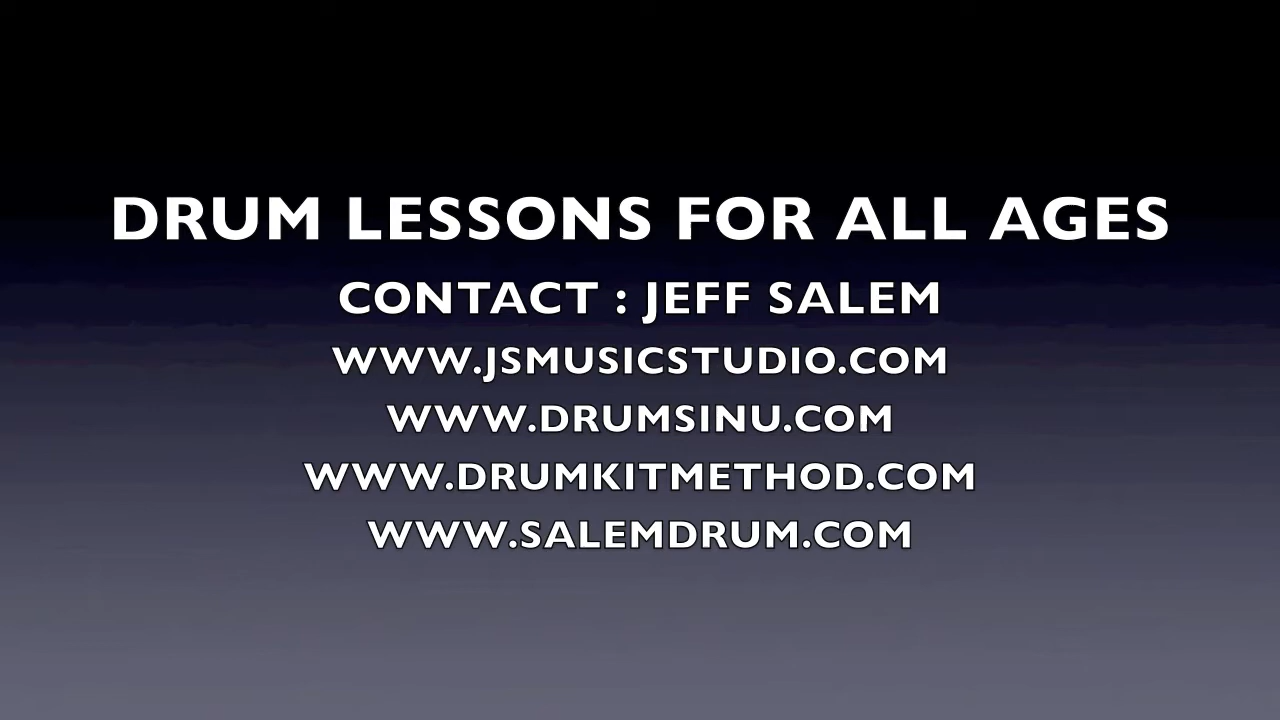 DRUM LESSONS FOR ALL AGES
CONTACT : JEFF SALEM
WWW.JSMUSICSTUDIO.COM
WWW.DRUMSINU.COM
WWW.DRUMKITMETHOD.COM
WWW.SALEMDRUM.COM